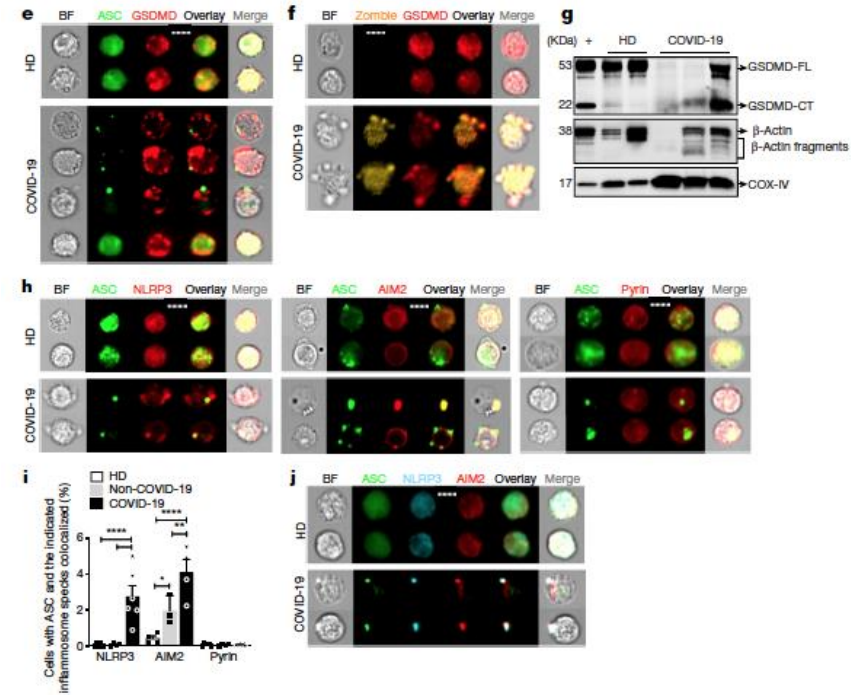 e
BF ASC GSDMD Overlay Merge
HD
COVID-19
f
BF Zombie GSDMD Overlay Merge
HD
COVID-19
g
(KDa) + HD COVID-19
53 GSDMD-FL
22 GSDMD-CT
38 β-Actin
β-Actin fragments
17 COX-IV
h
BF ASC NLRP3 Overlay Merge
HD
COVID-19
BF ASC AIM2 Overlay Merge
BF ASC Pyrin Overlay Merge
i
HD
Non-COVID-19
COVID-19
Cells with ASC and the indicated
inflammosome specks colocalized (%)
6
4
2
0
**** **** ** *
NLRP3 AIM2 Pyrin
j
BF ASC NLRP3 AIM2 Overlay Merge
HD
COVID-19